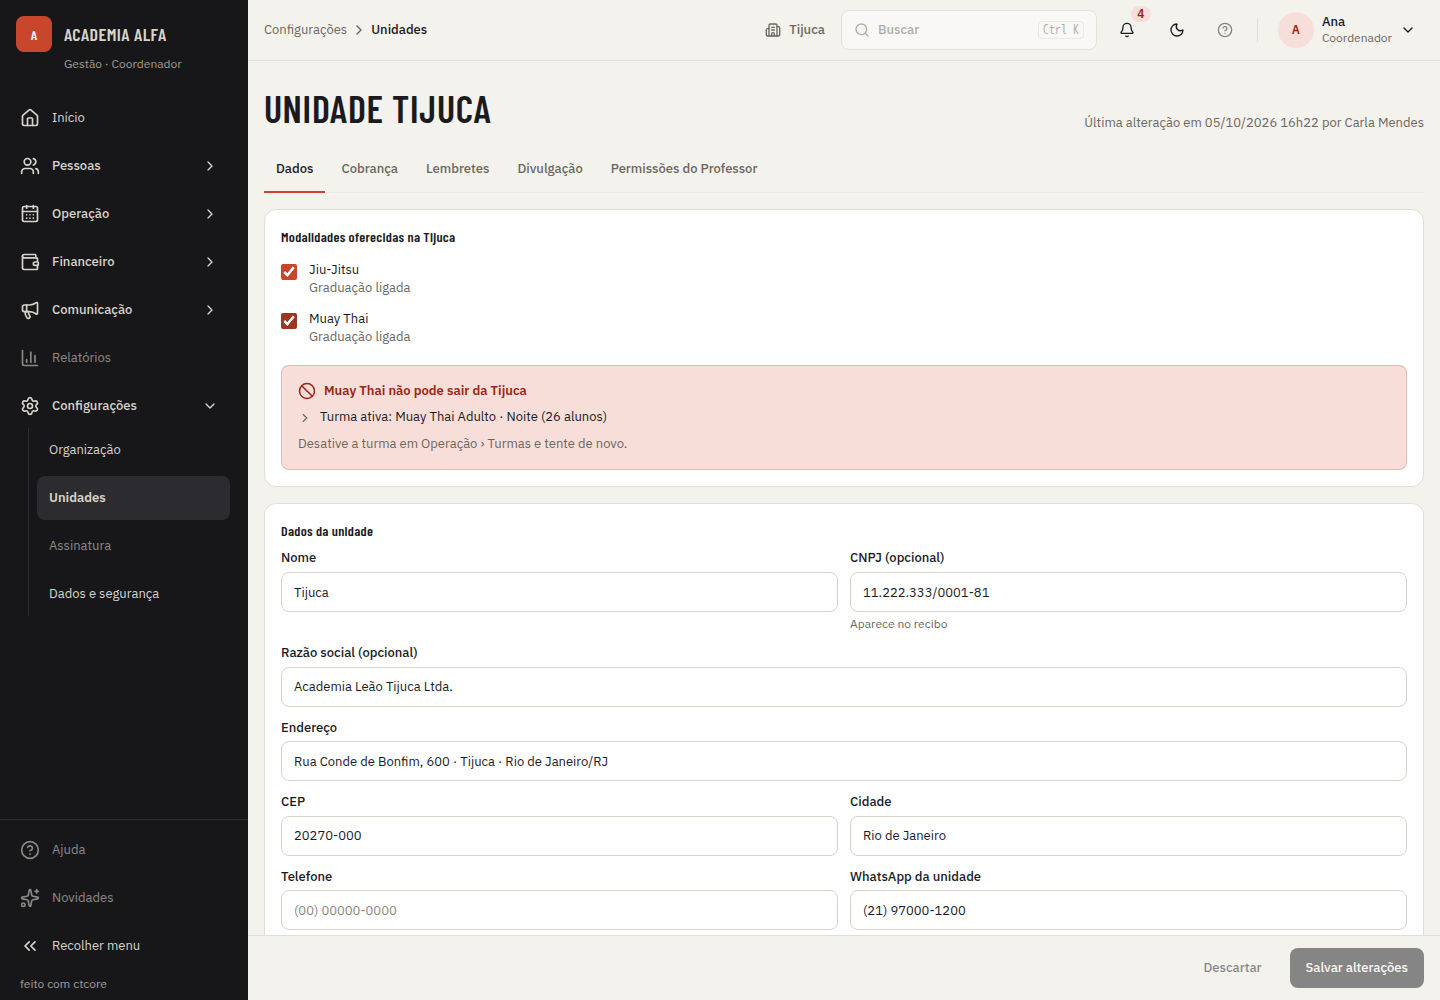 A
ACADEMIA ALFA
Gestão · Coordenador
Início
Pessoas
Operação
Financeiro
Comunicação
Relatórios
Configurações
Organização
Unidades
Assinatura
Dados e segurança
Ajuda
Novidades
Recolher menu
feito com ctcore
Configurações > Unidades
Tijuca
Buscar
Ctrl K
4
A
Ana
Coordenador
UNIDADE TIJUCA
Última alteração em 05/10/2026 16h22 por Carla Mendes
Dados
Cobrança
Lembretes
Divulgação
Permissões do Professor
Modalidades oferecidas na Tijuca
Jiu-Jitsu
Graduação ligada
Muay Thai
Graduação ligada
Muay Thai não pode sair da Tijuca
Turma ativa: Muay Thai Adulto · Noite (26 alunos)
Desative a turma em Operação › Turmas e tente de novo.
Dados da unidade
Nome
Tijuca
CNPJ (opcional)
11.222.333/0001-81
Aparece no recibo
Razão social (opcional)
Academia Leão Tijuca Ltda.
Endereço
Rua Conde de Bonfim, 600 · Tijuca · Rio de Janeiro/RJ
CEP
20270-000
Cidade
Rio de Janeiro
Telefone
(00) 00000-0000
WhatsApp da unidade
(21) 97000-1200
Descartar
Salvar alterações